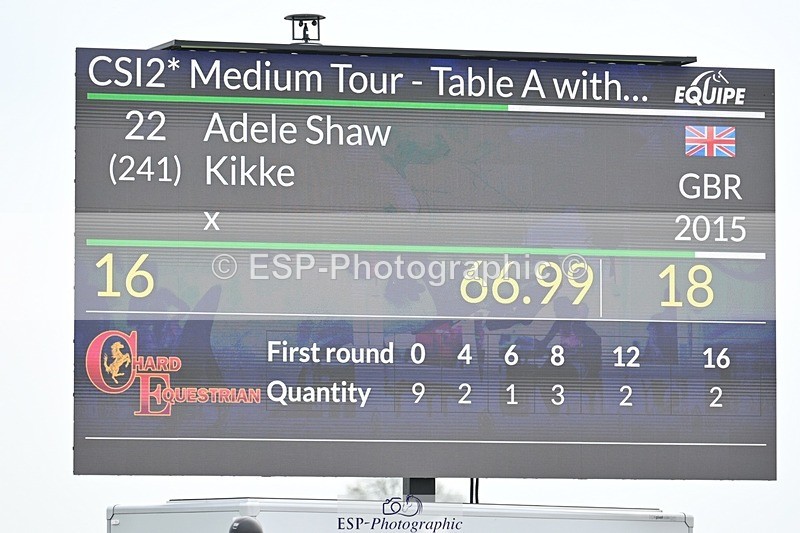 CSI2* Medium Tour - Table A with...
EQUIPE
22 Adele Shaw
(241) Kikke
GBR
x
2015
16 66.99 18
© ESP-Photographic ©
CHARD EQUESTRIAN
First round 0 4 6 8 12 16
Quantity 9 2 1 3 2 2
ESP-Photographic